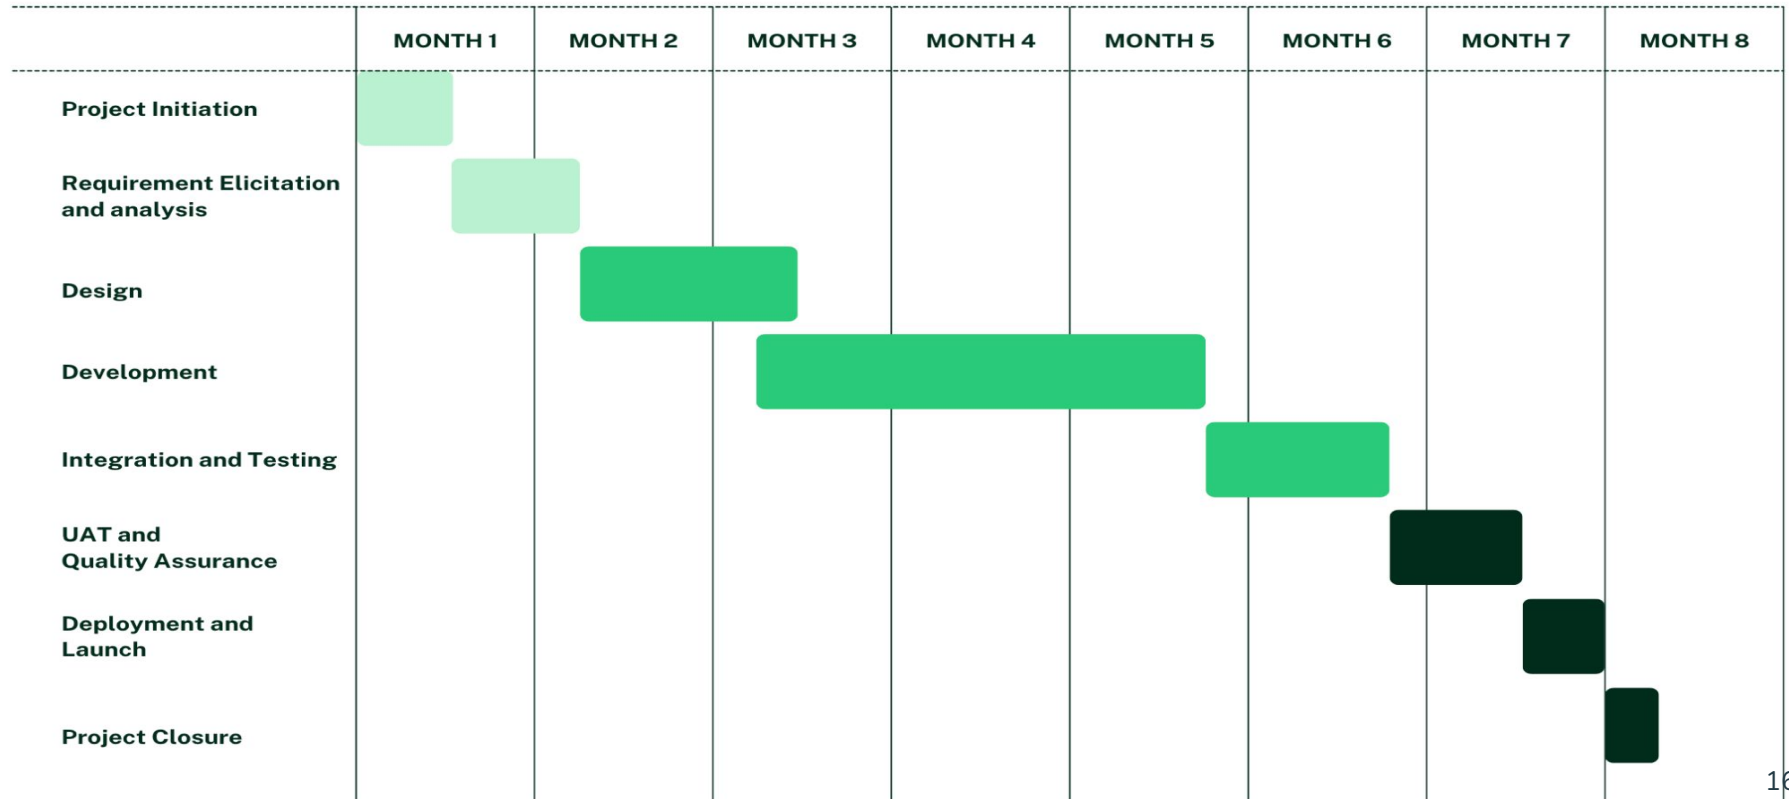 MONTH 1 MONTH 2 MONTH 3 MONTH 4 MONTH 5 MONTH 6 MONTH 7 MONTH 8
Project Initiation
Requirement Elicitation
and analysis
Design
Development
Integration and Testing
UAT and
Quality Assurance
Deployment and
Launch
Project Closure
16